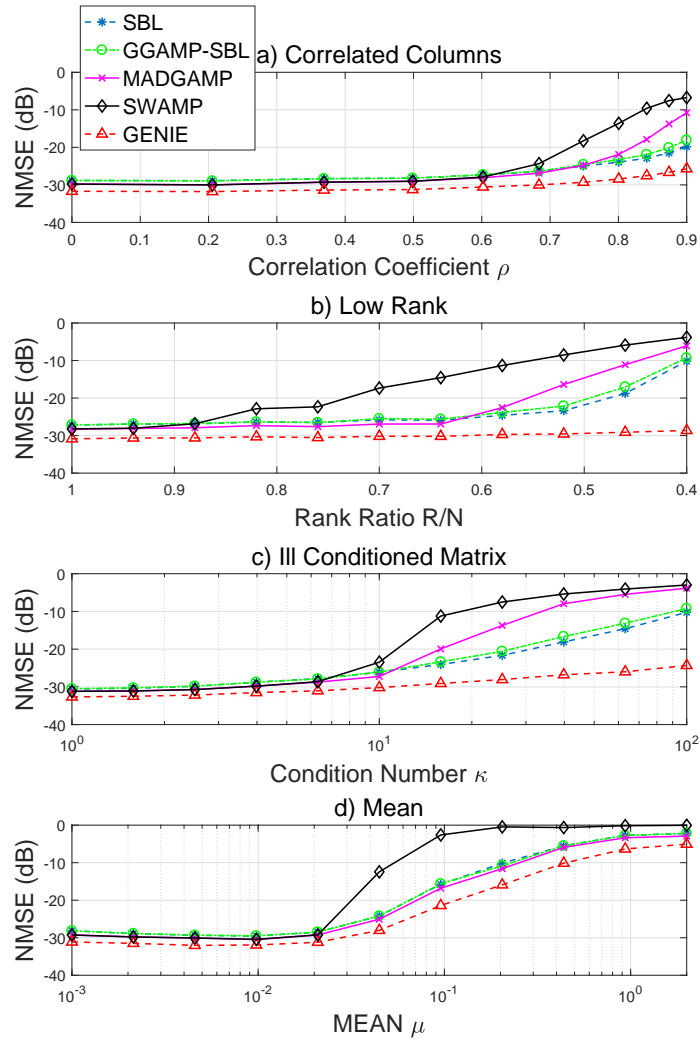 SBL
GGAMP-SBL
MADGAMP
SWAMP
GENIE
a) Correlated Columns
NMSE (dB)
0
-10
-20
-30
-40
0 0.1 0.2 0.3 0.4 0.5 0.6 0.7 0.8 0.9
Correlation Coefficient ρ
b) Low Rank
NMSE (dB)
0
-10
-20
-30
-40
1 0.9 0.8 0.7 0.6 0.5 0.4
Rank Ratio R/N
c) Ill Conditioned Matrix
NMSE (dB)
0
-10
-20
-30
-40
10^0 10^1 10^2
Condition Number κ
d) Mean
NMSE (dB)
0
-10
-20
-30
-40
10^-3 10^-2 10^-1 10^0
MEAN μ